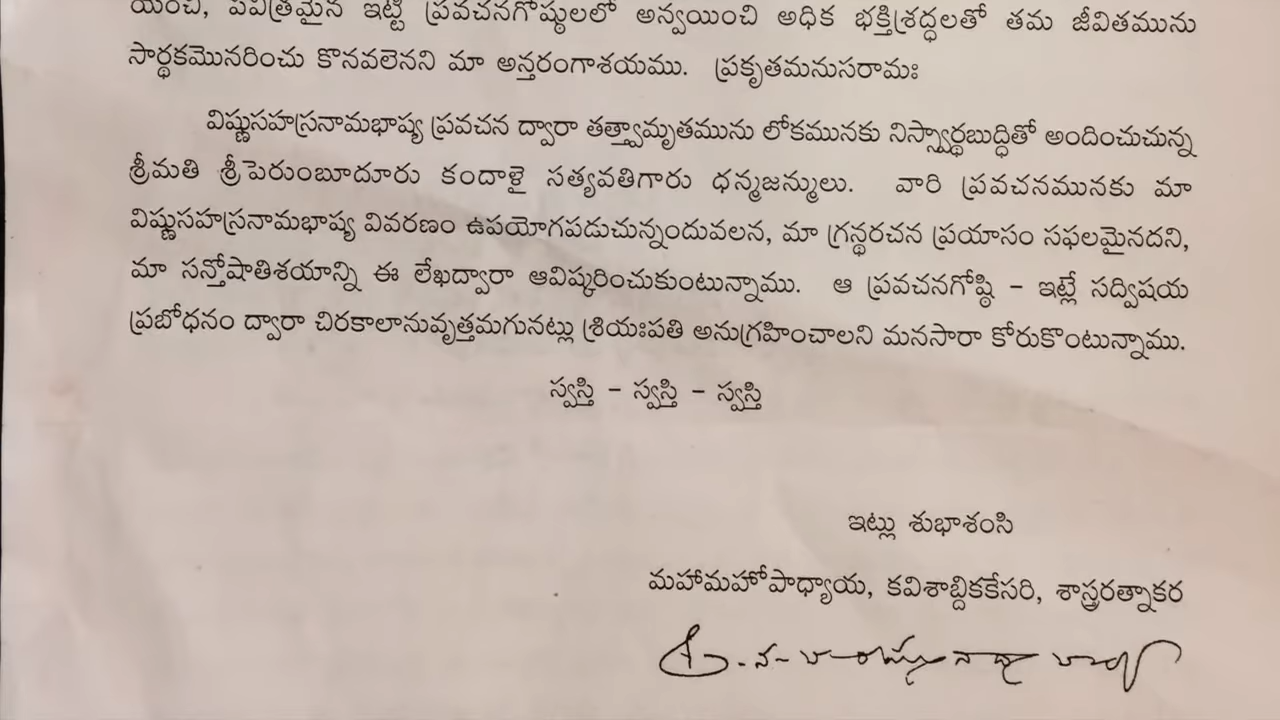 యించి, పవిత్రమైన ఇట్టి ప్రవచనగోష్ఠులలో అన్వయించి అధిక భక్తిశ్రద్ధలతో తమ జీవితమును
సార్థకమొనరించు కొనవలెనని మా అన్తరంగాశయము. ప్రకృతమనుసరామః
విష్ణుసహస్రనామభాష్య ప్రవచన ద్వారా తత్త్వామృతమును లోకమునకు నిస్స్వార్థబుద్ధితో అందించుచున్న
శ్రీమతి శ్రీపెరుంబూదూరు కందాళై సత్యవతిగారు ధన్మజన్ములు. వారి ప్రవచనమునకు మా
విష్ణుసహస్రనామభాష్య వివరణం ఉపయోగపడుచున్నందువలన, మా గ్రన్థరచన ప్రయాసం సఫలమైనదని,
మా సన్తోషాతిశయాన్ని ఈ లేఖద్వారా ఆవిష్కరించుకుంటున్నాము. ఆ ప్రవచనగోష్ఠి – ఇట్లే సద్విషయ
ప్రబోధనం ద్వారా చిరకాలానువృత్తమగునట్లు శ్రియఃపతి అనుగ్రహించాలని మనసారా కోరుకొంటున్నాము.
స్వస్తి – స్వస్తి – స్వస్తి
ఇట్లు శుభాశంసి
మహామహోపాధ్యాయ, కవిశాబ్దికకేసరి, శాస్త్రరత్నాకర